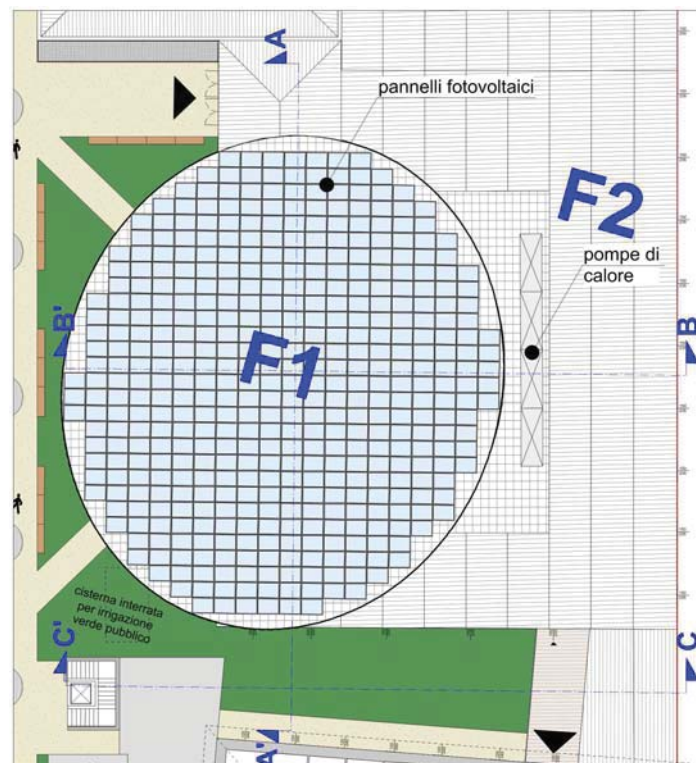 A
pannelli fotovoltaici
F2
pompe di
calore
B'
B
F1
cisterna interrata
per irrigazione
verde pubblico
C'
C
A'